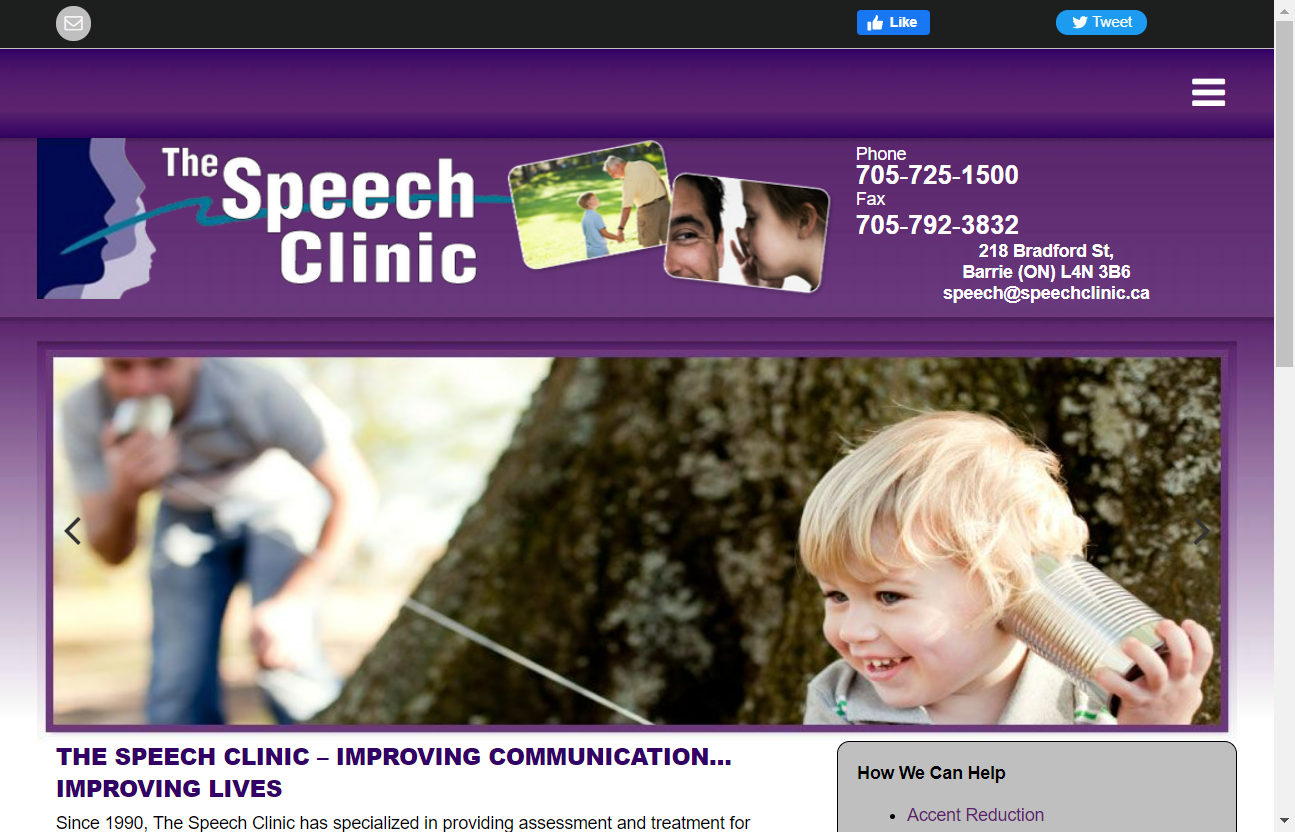 Like
Tweet
The
Speech
Clinic
Phone
705-725-1500
Fax
705-792-3832
218 Bradford St,
Barrie (ON) L4N 3B6
speech@speechclinic.ca
THE SPEECH CLINIC – IMPROVING COMMUNICATION...
IMPROVING LIVES
Since 1990, The Speech Clinic has specialized in providing assessment and treatment for
How We Can Help
Accent Reduction